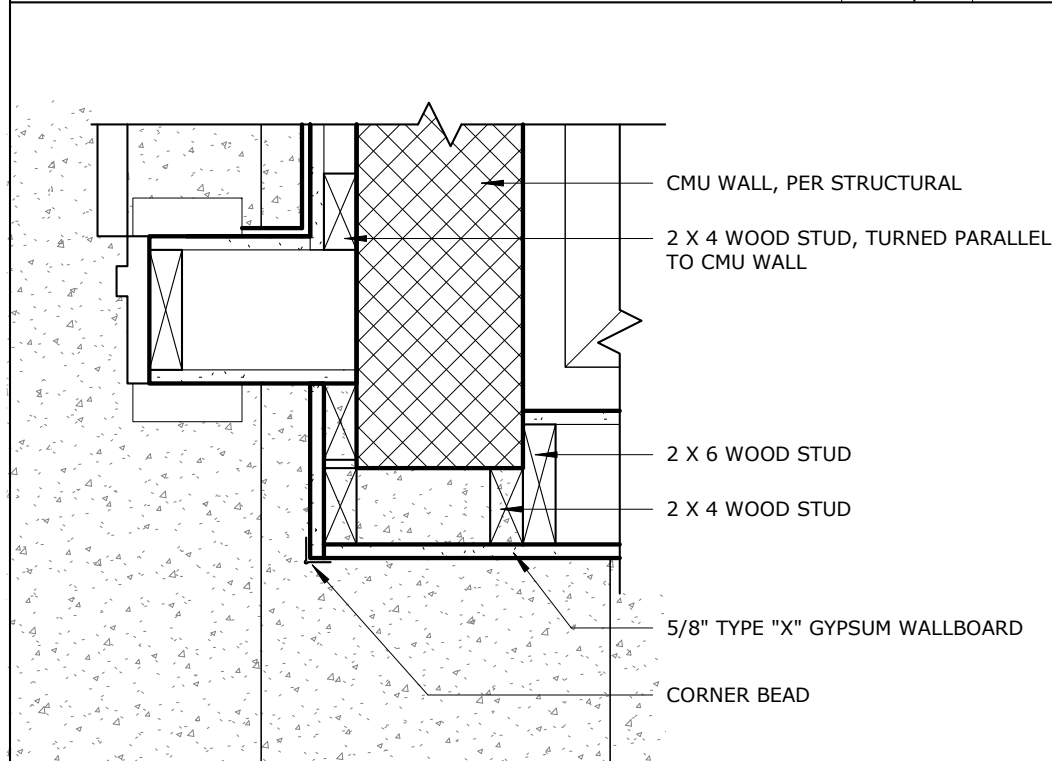 CMU WALL, PER STRUCTURAL
2 X 4 WOOD STUD, TURNED PARALLEL
TO CMU WALL
2 X 6 WOOD STUD
2 X 4 WOOD STUD
5/8" TYPE "X" GYPSUM WALLBOARD
CORNER BEAD